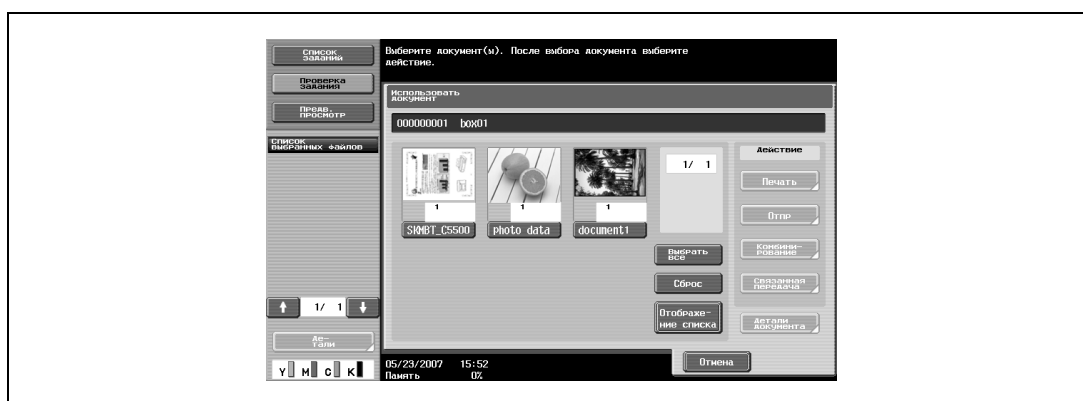 Список
заданий
Проверка
задания
Предв.
просмотр
Список
выбранных файлов
1/ 1
Де-
тали
Y M C K
Выберите документ(ы). После выбора документа выберите
действие.
Использовать
документ
000000001 box01
1
SKMBT_C5500
1
photo data
1
document1
1/ 1
Выбрать
все
Сброс
Отображе-
ние списка
Действие
Печать
Отпр
Комбини-
рование
Связанная
передача
Детали
документа
05/23/2007 15:52
Память 0%
Отмена